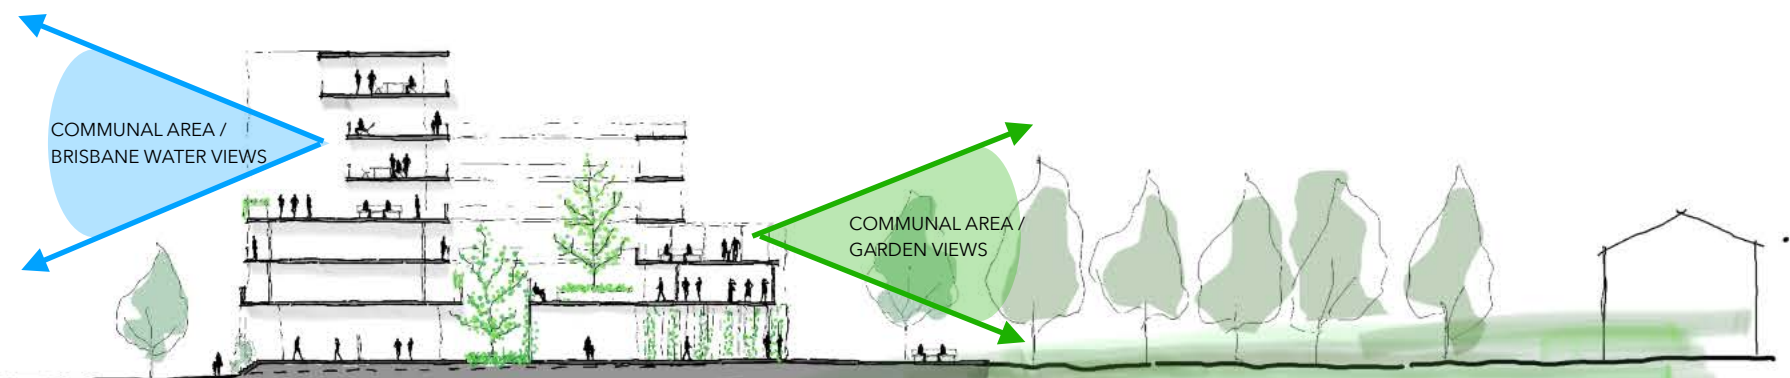 COMMUNAL AREA /
BRISBANE WATER VIEWS
COMMUNAL AREA /
GARDEN VIEWS